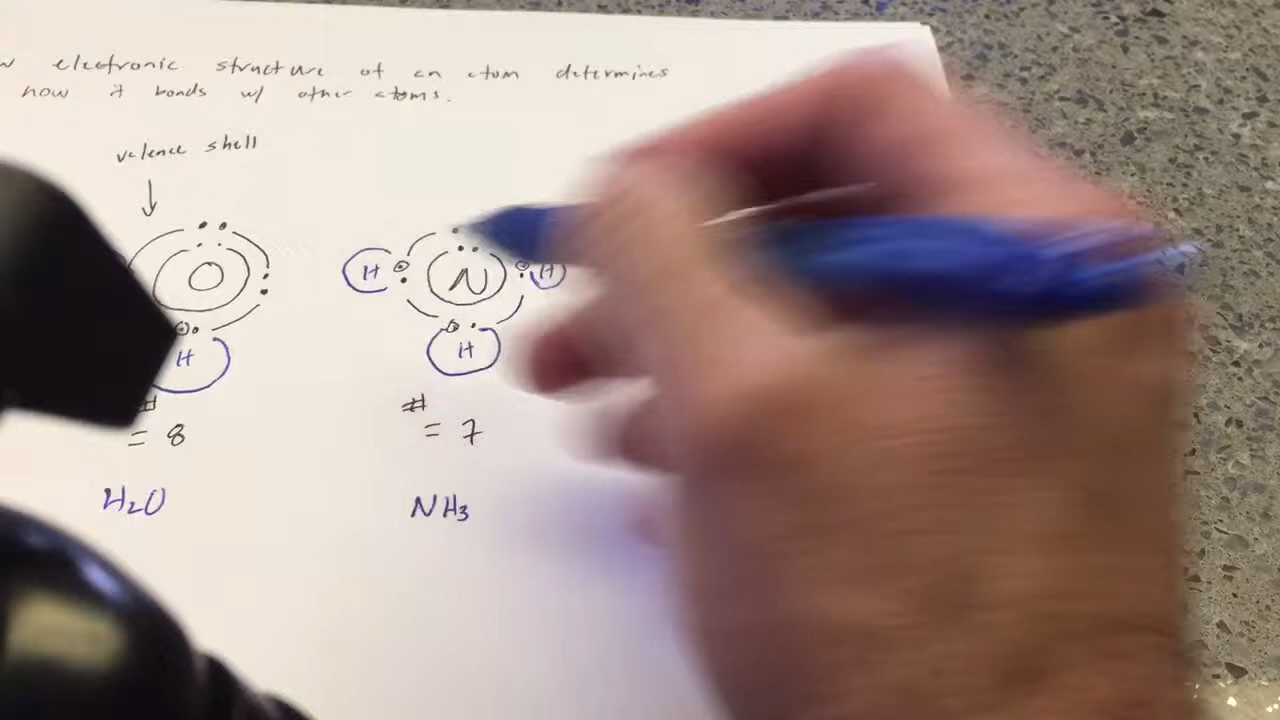 electronic structure of an atom determines
how it bonds w/ other atoms.
valence shell
O
N
H
H
H
H
#
= 8
#
= 7
H₂O
NH₃